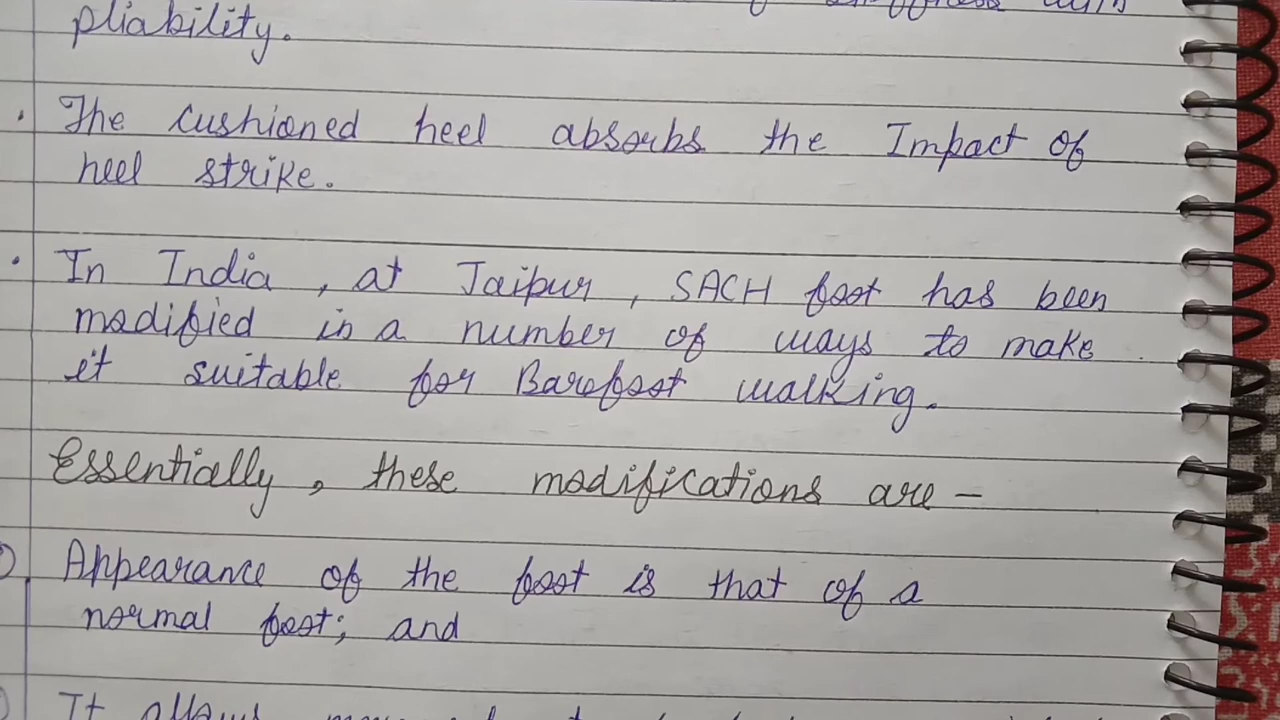 pliability.
• The cushioned heel absorbs the Impact of
heel strike.
• In India, at Jaipur, SACH foot has been
modified in a number of ways to make
it suitable for Barefoot walking.
Essentially, these modifications are -
Appearance of the foot is that of a
normal foot; and
It allows